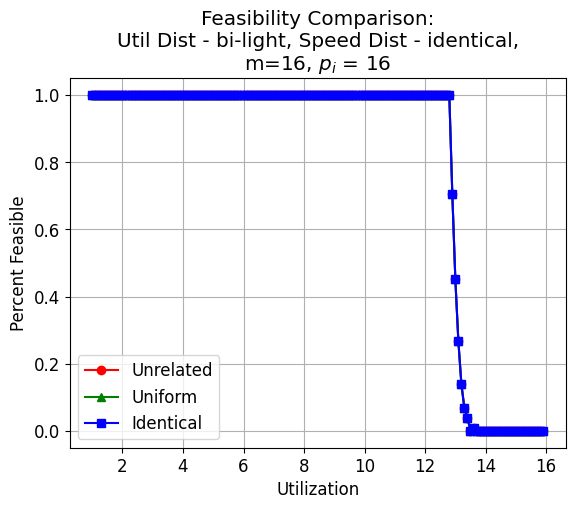 Feasibility Comparison:
Util Dist - bi-light, Speed Dist - identical,
m=16, $p_i$ = 16
1.0
0.8
0.6
0.4
0.2
0.0
Percent Feasible
Unrelated
Uniform
Identical
2 4 6 8 10 12 14 16
Utilization